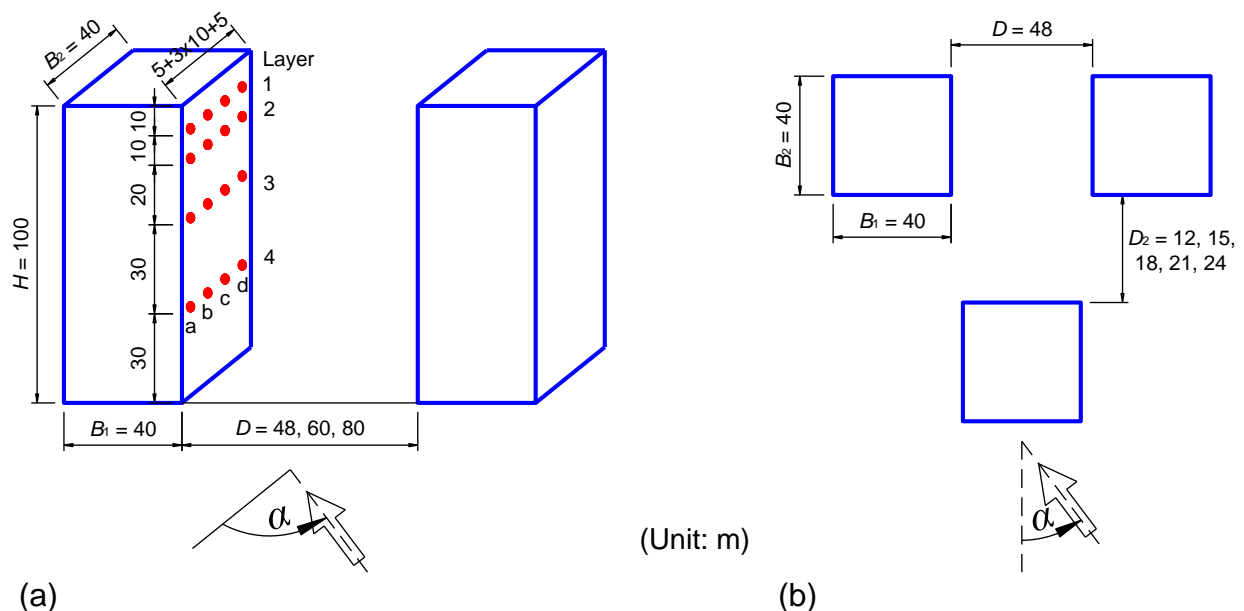 B₂ = 40
5+3x10+5
Layer
1
2
3
4
10
10
20
30
30
H = 100
a
b
c
d
B₁ = 40
D = 48, 60, 80
α
(a)
(Unit: m)
D = 48
B₂ = 40
B₁ = 40
D₂ = 12, 15,
18, 21, 24
α
(b)